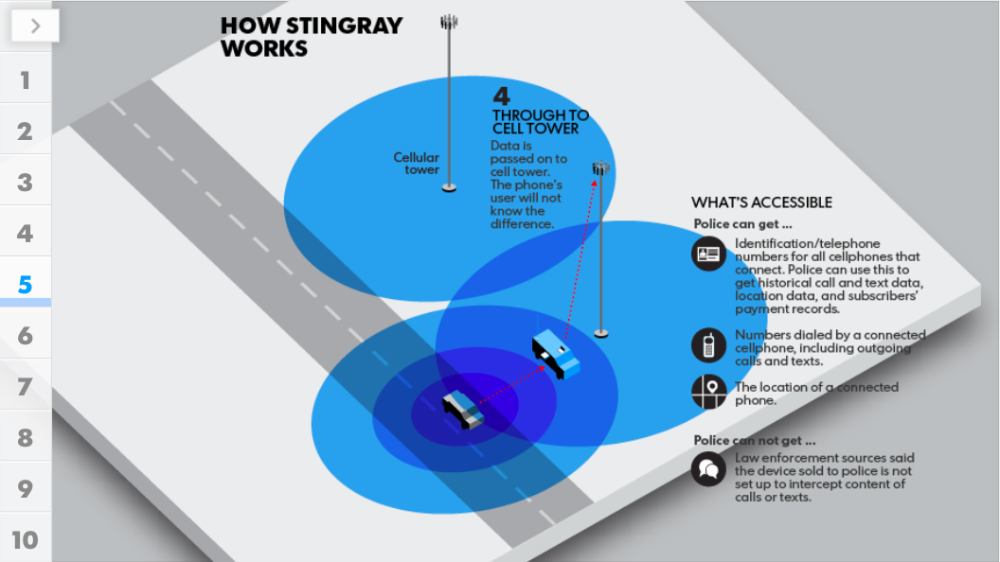 HOW STINGRAY
WORKS
1
2
3
4
5
6
7
8
9
10
4
THROUGH TO
CELL TOWER
Data is
passed on to
cell tower.
The phone's
user will not
know the
difference.
Cellular
tower
WHAT'S ACCESSIBLE
Police can get ...
Identification/telephone
numbers for all cellphones that
connect. Police can use this to
get historical call and text data,
location data, and subscribers'
payment records.
Numbers dialed by a connected
cellphone, including outgoing
calls and texts.
The location of a connected
phone.
Police can not get ...
Law enforcement sources said
the device sold to police is not
set up to intercept content of
calls or texts.